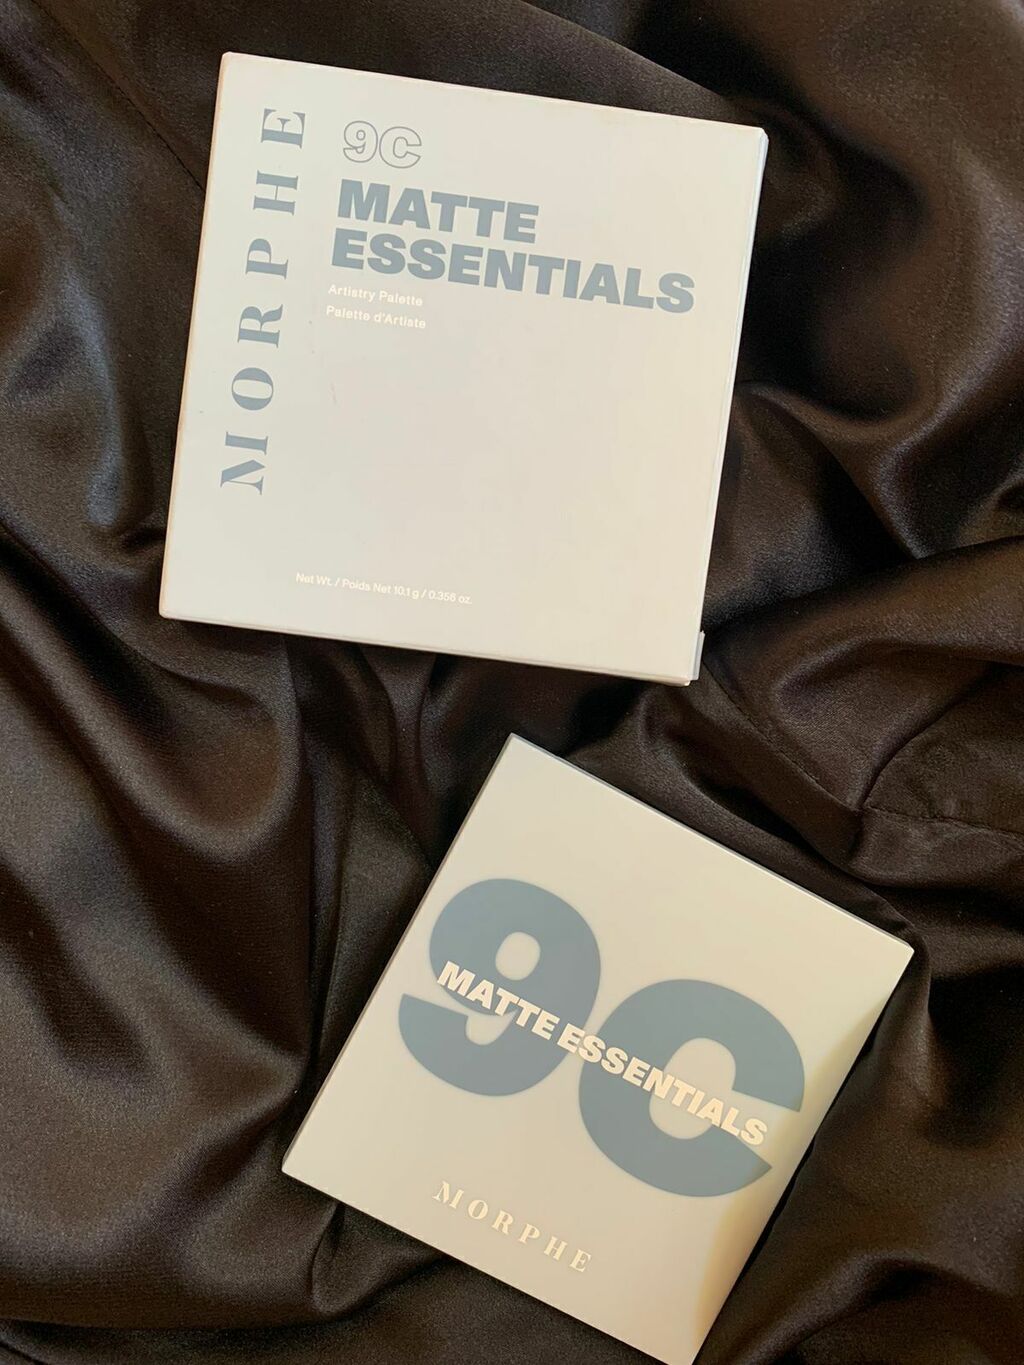 MORPHE
9C
MATTE
ESSENTIALS
Artistry Palette
Palette d'Artiste
Net Wt. / Poids Net 10.1 g / 0.356 oz.
9C
MATTE ESSENTIALS
MORPHE